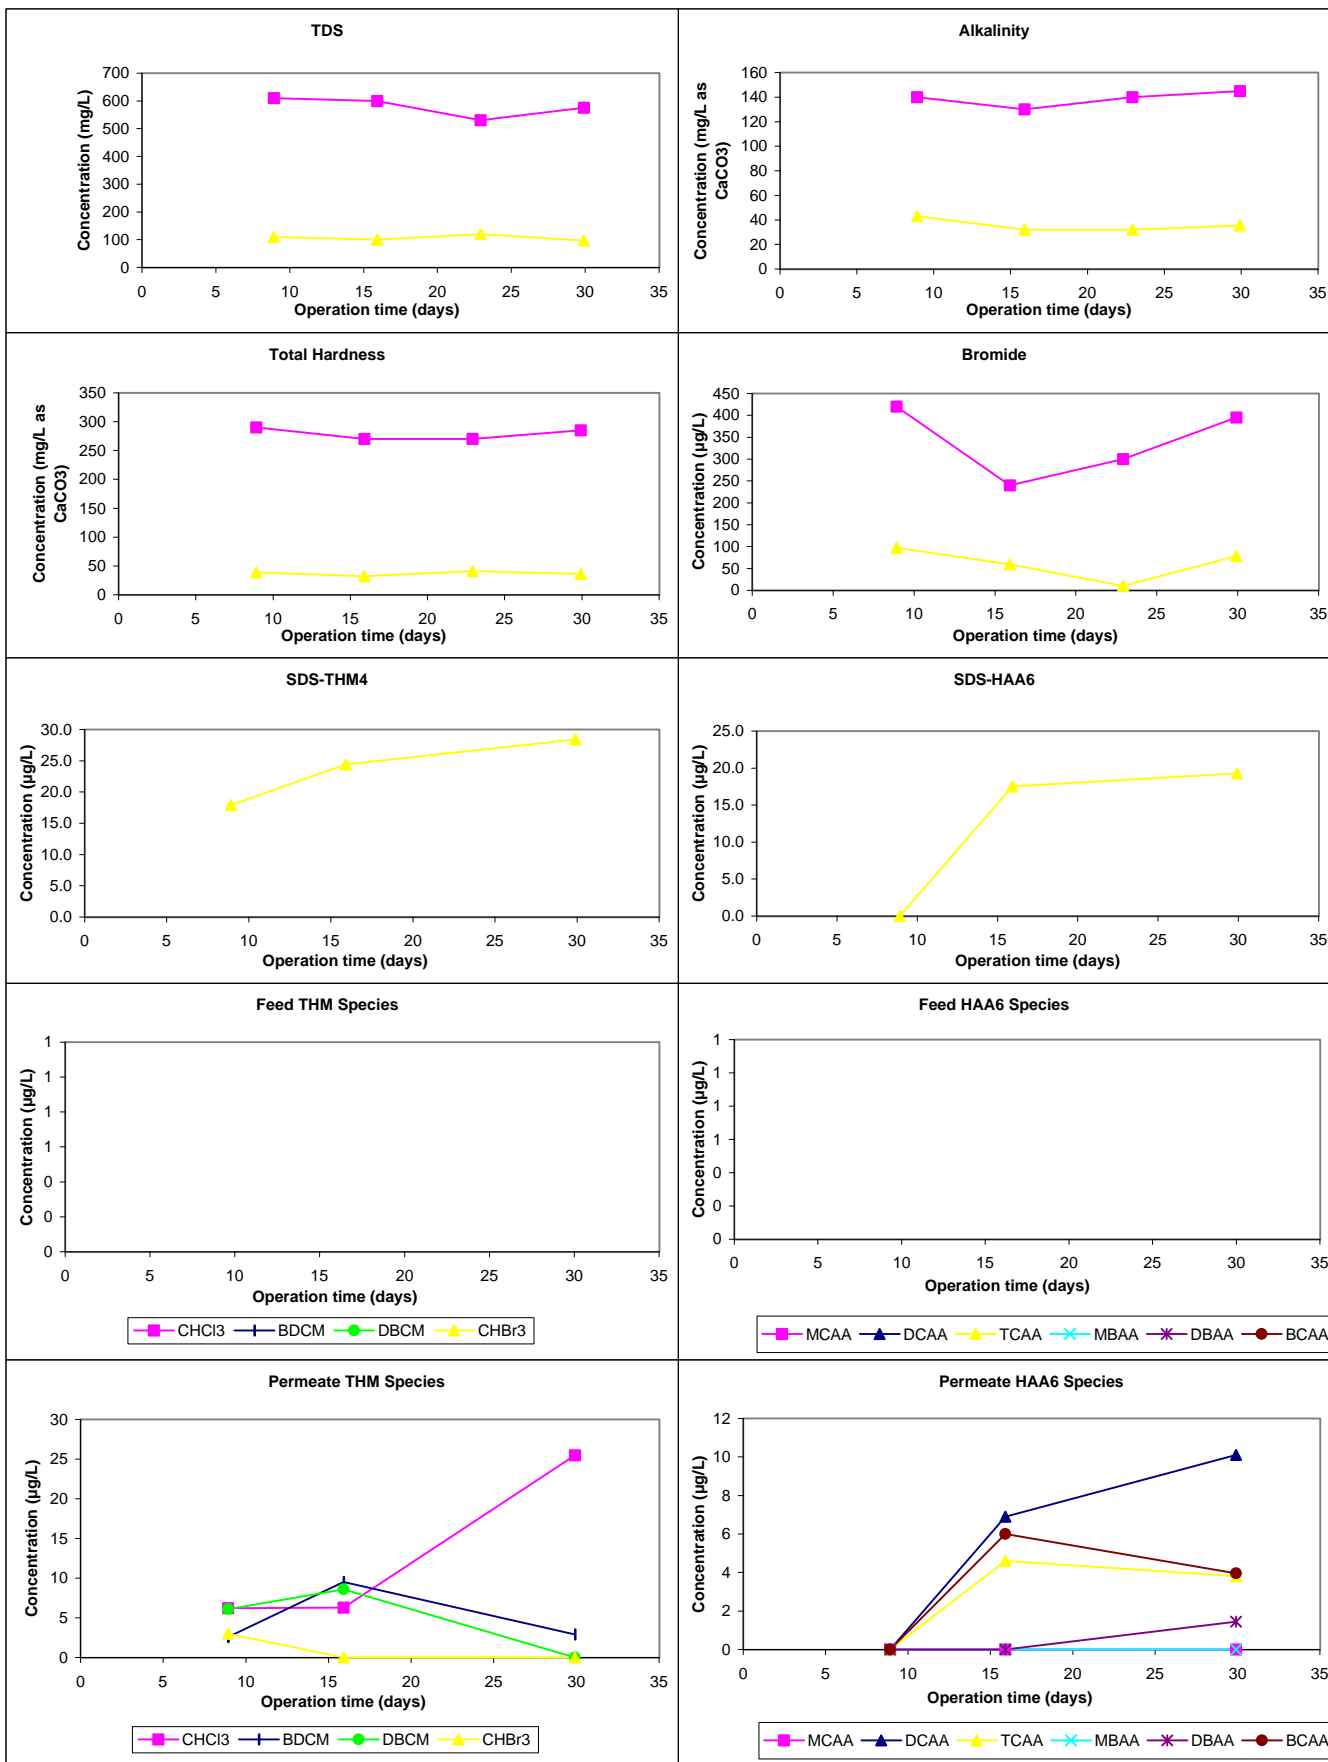 TDS
Concentration (mg/L)
700
600
500
400
300
200
100
0
0 5 10 15 20 25 30 35
Operation time (days)
Alkalinity
Concentration (mg/L as
CaCO3)
160
140
120
100
80
60
40
20
0
0 5 10 15 20 25 30 35
Operation time (days)
Total Hardness
Concentration (mg/L as
CaCO3)
350
300
250
200
150
100
50
0
0 5 10 15 20 25 30 35
Operation time (days)
Bromide
Concentration (µg/L)
450
400
350
300
250
200
150
100
50
0
0 5 10 15 20 25 30 35
Operation time (days)
SDS-THM4
Concentration (µg/L)
30.0
25.0
20.0
15.0
10.0
5.0
0.0
0 5 10 15 20 25 30 35
Operation time (days)
SDS-HAA6
Concentration (µg/L)
25.0
20.0
15.0
10.0
5.0
0.0
0 5 10 15 20 25 30 35
Operation time (days)
Feed THM Species
Concentration (µg/L)
1
1
1
1
0
0
0
0 5 10 15 20 25 30 35
Operation time (days)
CHCl3 BDCM DBCM CHBr3
Feed HAA6 Species
Concentration (µg/L)
1
1
1
1
0
0
0
0 5 10 15 20 25 30 35
Operation time (days)
MCAA DCAA TCAA MBAA DBAA BCAA
Permeate THM Species
Concentration (µg/L)
30
25
20
15
10
5
0
0 5 10 15 20 25 30 35
Operation time (days)
CHCl3 BDCM DBCM CHBr3
Permeate HAA6 Species
Concentration (µg/L)
12
10
8
6
4
2
0
0 5 10 15 20 25 30 35
Operation time (days)
MCAA DCAA TCAA MBAA DBAA BCAA